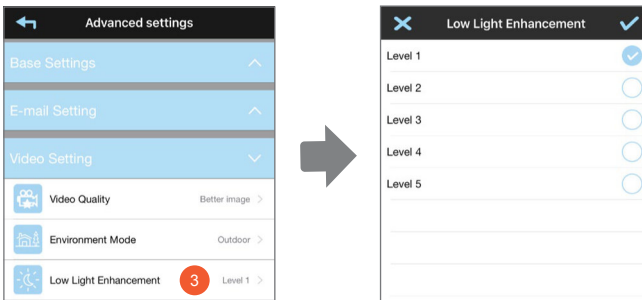 Advanced settings
Base Settings
E-mail Setting
Video Setting
Video Quality Better image
Environment Mode Outdoor
Low Light Enhancement 3 Level 1
Low Light Enhancement
Level 1
Level 2
Level 3
Level 4
Level 5